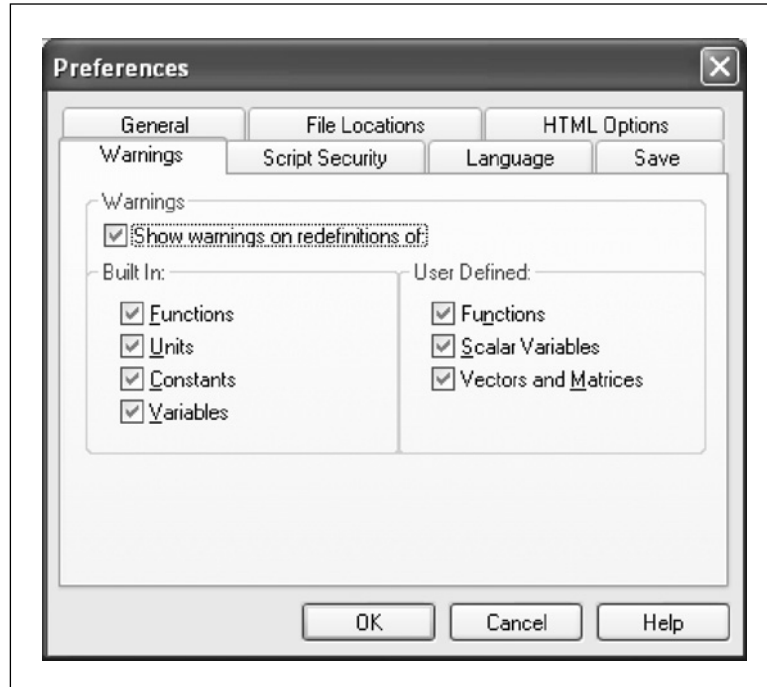 Preferences
General File Locations HTML Options
Warnings Script Security Language Save
Warnings
Show warnings on redefinitions of:
Built In: User Defined:
Functions Functions
Units Scalar Variables
Constants Vectors and Matrices
Variables
OK Cancel Help